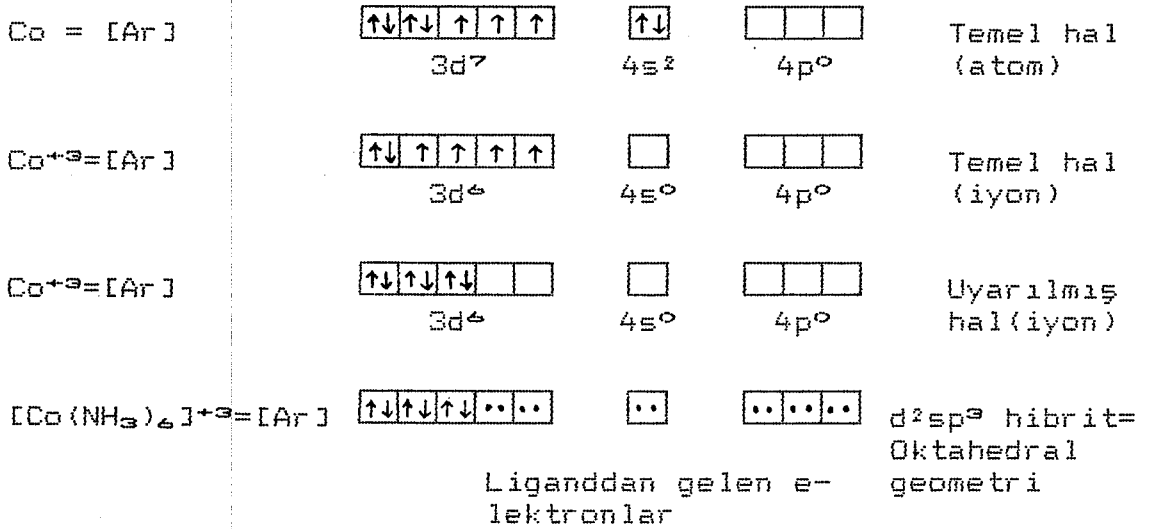 Co = [Ar] ↑↓ ↑↓ ↑ ↑ ↑ ↑↓ Temel hal
3d⁷ 4s² 4p⁰ (atom)
Co⁺³=[Ar] ↑↓ ↑ ↑ ↑ ↑ Temel hal
3d⁶ 4s⁰ 4p⁰ (iyon)
Co⁺³=[Ar] ↑↓ ↑↓ ↑↓ Uyarılmış
3d⁶ 4s⁰ 4p⁰ hal(iyon)
[Co(NH₃)₆]⁺³=[Ar] ↑↓ ↑↓ ↑↓ •• •• •• •• •• •• d²sp³ hibrit=
Oktahedral
Liganddan gelen e- geometri
lektronlar